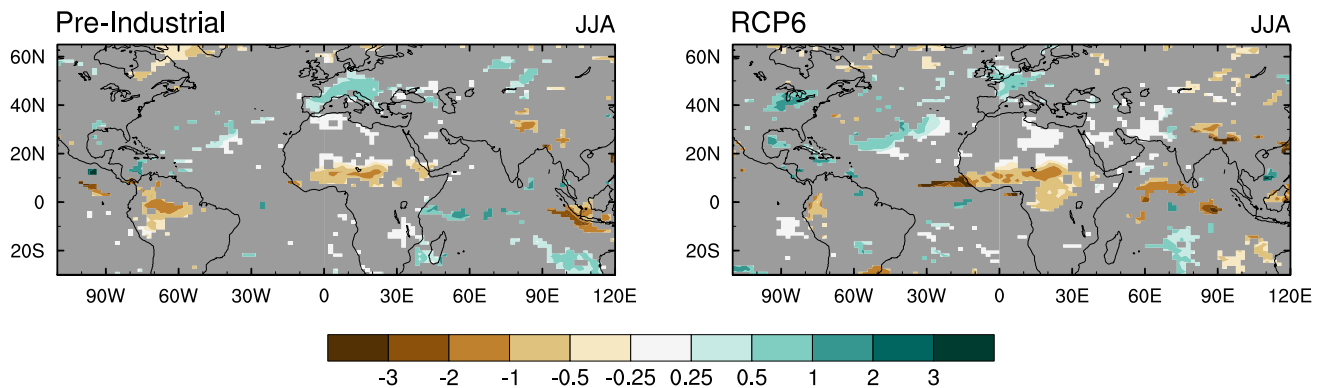 Pre-Industrial JJA RCP6 JJA
60N 60N
40N 40N
20N 20N
0 0
20S 20S
90W 60W 30W 0 30E 60E 90E 120E 90W 60W 30W 0 30E 60E 90E 120E
-3 -2 -1 -0.5 -0.25 0.25 0.5 1 2 3